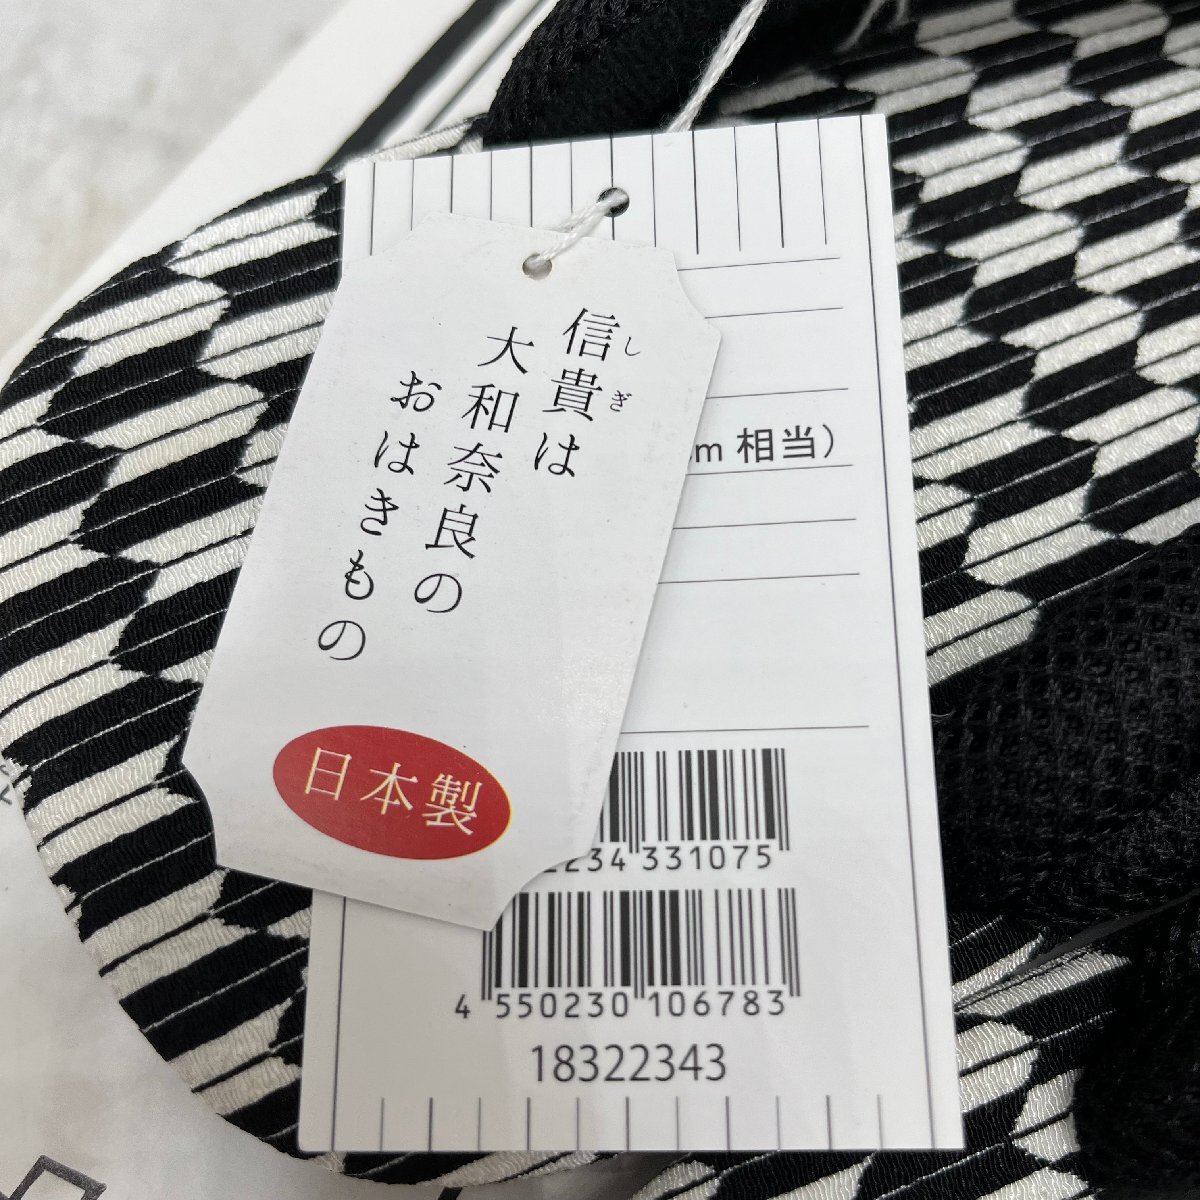 信貴は
しぎ
大和奈良の
おはきもの
日本製
m 相当）
2234 331075
4 550230 106783
18322343